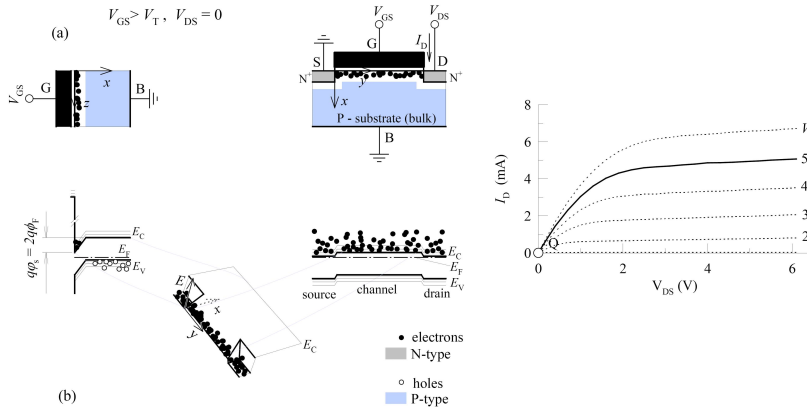 V_GS > V_T , V_DS = 0
(a)
V_GS
G
x
z
B
V_GS
V_DS
G
I_D
S
D
N⁺
y
N⁺
x
P - substrate (bulk)
B
qφ_s = 2qϕ_F
E_C
E_F
E_V
E
x
y
E_C
E_C
E_F
E_V
source
channel
drain
electrons
N-type
holes
P-type
(b)
I_D (mA)
8
6
4
2
0
0
2
4
6
V_DS (V)
Q
5
4
3
2